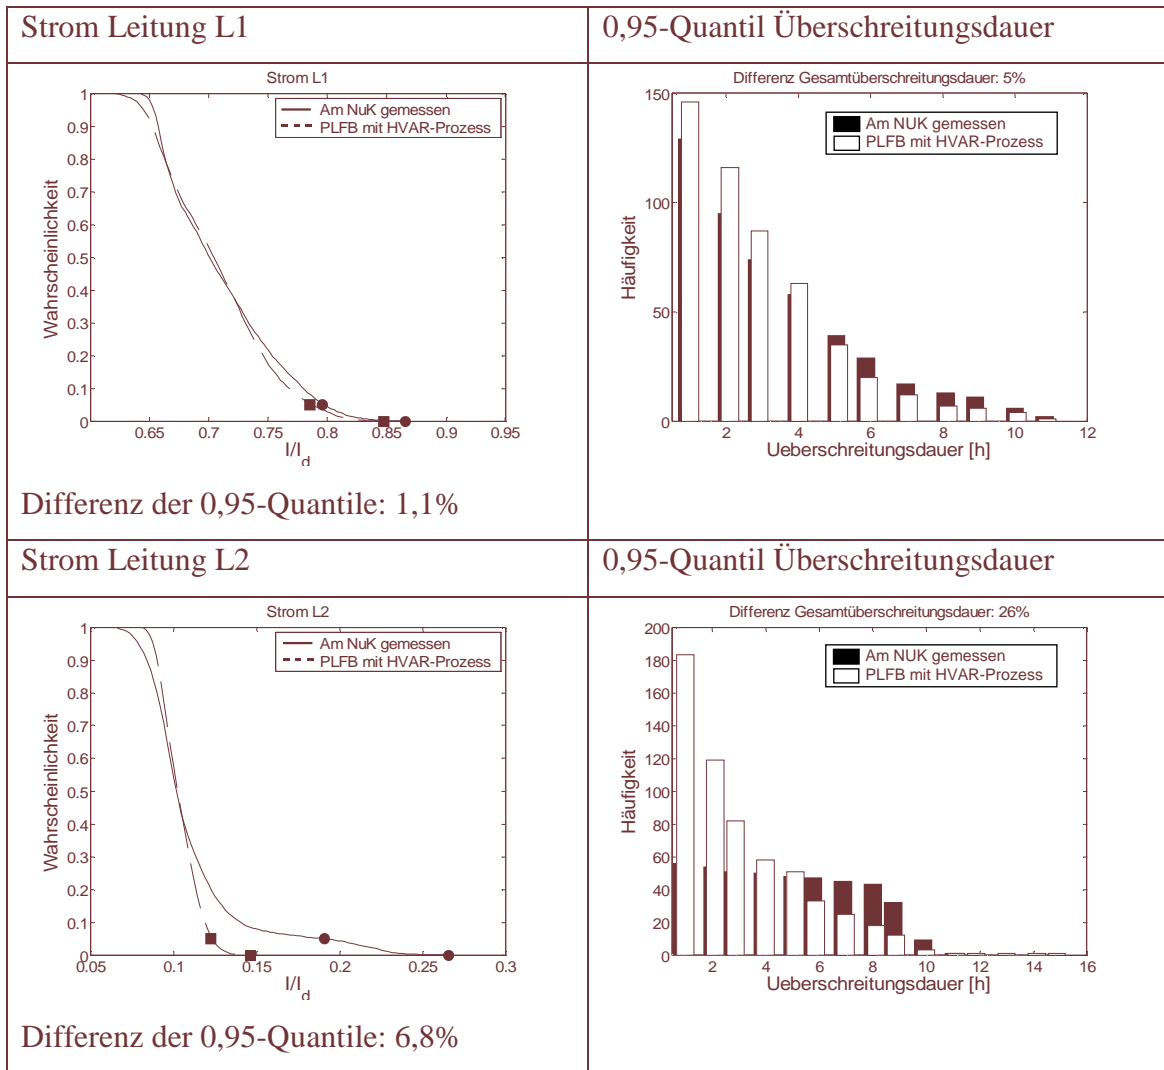 Strom Leitung L1
0,95-Quantil Überschreitungsdauer
Strom L1
Am NuK gemessen
PLFB mit HVAR-Prozess
Wahrscheinlichkeit
1
0.9
0.8
0.7
0.6
0.5
0.4
0.3
0.2
0.1
0
0.65 0.7 0.75 0.8 0.85 0.9 0.95
I/I_d
Differenz der 0,95-Quantile: 1,1%
Differenz Gesamtüberschreitungsdauer: 5%
Am NUK gemessen
PLFB mit HVAR-Prozess
Häufigkeit
150
100
50
0
2 4 6 8 10 12
Ueberschreitungsdauer [h]
Strom Leitung L2
0,95-Quantil Überschreitungsdauer
Strom L2
Am NuK gemessen
PLFB mit HVAR-Prozess
Wahrscheinlichkeit
1
0.9
0.8
0.7
0.6
0.5
0.4
0.3
0.2
0.1
0
0.05 0.1 0.15 0.2 0.25 0.3
I/I_d
Differenz der 0,95-Quantile: 6,8%
Differenz Gesamtüberschreitungsdauer: 26%
Am NUK gemessen
PLFB mit HVAR-Prozess
Häufigkeit
200
180
160
140
120
100
80
60
40
20
0
2 4 6 8 10 12 14 16
Ueberschreitungsdauer [h]